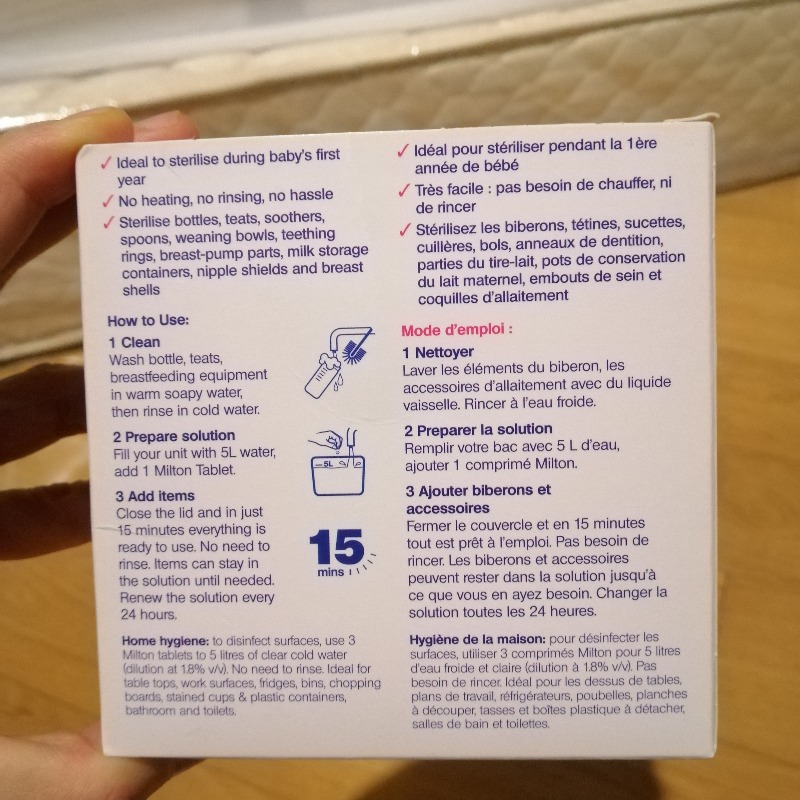 ✓ Ideal to sterilise during baby's first
year
✓ No heating, no rinsing, no hassle
✓ Sterilise bottles, teats, soothers,
spoons, weaning bowls, teething
rings, breast-pump parts, milk storage
containers, nipple shields and breast
shells
How to Use:
1 Clean
Wash bottle, teats,
breastfeeding equipment
in warm soapy water,
then rinse in cold water.
2 Prepare solution
Fill your unit with 5L water,
add 1 Milton Tablet.
5L
3 Add items
Close the lid and in just
15 minutes everything is
ready to use. No need to
rinse. Items can stay in
the solution until needed.
Renew the solution every
24 hours.
15
mins
Home hygiene: to disinfect surfaces, use 3
Milton tablets to 5 litres of clear cold water
(dilution at 1.8% v/v). No need to rinse. Ideal for
table tops, work surfaces, fridges, bins, chopping
boards, stained cups & plastic containers,
bathroom and toilets.
✓ Idéal pour stériliser pendant la 1ère
année de bébé
✓ Très facile : pas besoin de chauffer, ni
de rincer
✓ Stérilisez les biberons, tétines, sucettes,
cuillères, bols, anneaux de dentition,
parties du tire-lait, pots de conservation
du lait maternel, embouts de sein et
coquilles d'allaitement
Mode d'emploi :
1 Nettoyer
Laver les éléments du biberon, les
accessoires d'allaitement avec du liquide
vaisselle. Rincer à l'eau froide.
2 Preparer la solution
Remplir votre bac avec 5 L d'eau,
ajouter 1 comprimé Milton.
3 Ajouter biberons et
accessoires
Fermer le couvercle et en 15 minutes
tout est prêt à l'emploi. Pas besoin de
rincer. Les biberons et accessoires
peuvent rester dans la solution jusqu'à
ce que vous en ayez besoin. Changer la
solution toutes les 24 heures.
Hygiène de la maison: pour désinfecter les
surfaces, utiliser 3 comprimés Milton pour 5 litres
d'eau froide et claire (dilution à 1.8% v/v). Pas
besoin de rincer. Idéal pour les dessus de tables,
plans de travail, réfrigérateurs, poubelles, planches
à découper, tasses et boîtes plastique à détacher,
salles de bain et toilettes.